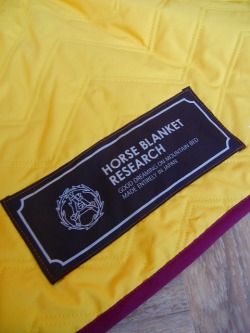 HORSE BLANKET
RESEARCH
GOOD DREAMING ON MOUNTAIN BED
MADE ENTIRELY IN JAPAN